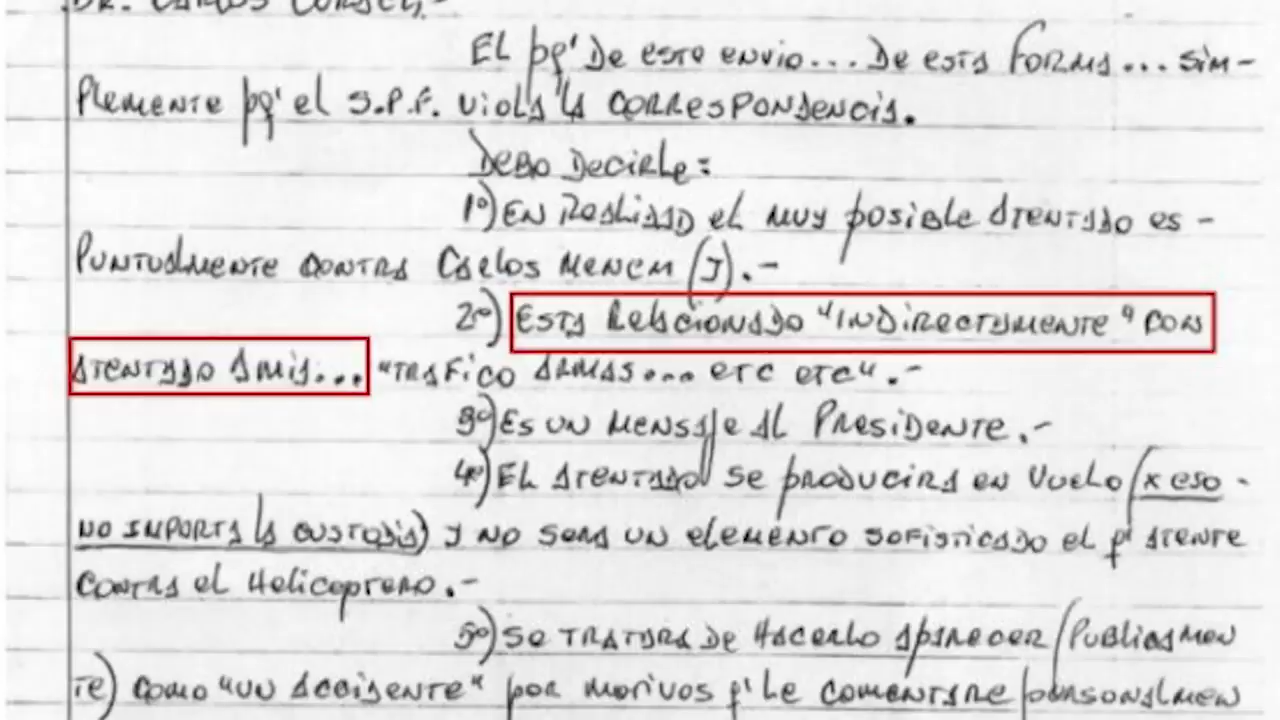 DR. CARLOS
EL pq' De este envio... De esta forma... sim-
plemente pq' el S.P.F. viola la correspondencia.
Debo Decirle:
1º) EN Realidad el muy posible atentado es -
Puntualmente contra Carlos Menem (J).-
2º) Esta Relacionado "INDirectamente" con
atentado Amia... "Trafico armas... etc etc".-
3º) Es un mensaje al Presidente.-
4º) El atentado se producira en vuelo (x eso -
no importa la custodia) y no sera un elemento sofisticado el q' atente
contra el Helicoptero.-
5º) Se tratara de Hacerlo aparecer (publicamen
te) como "un accidente" por motivos q' le comentare personalmen